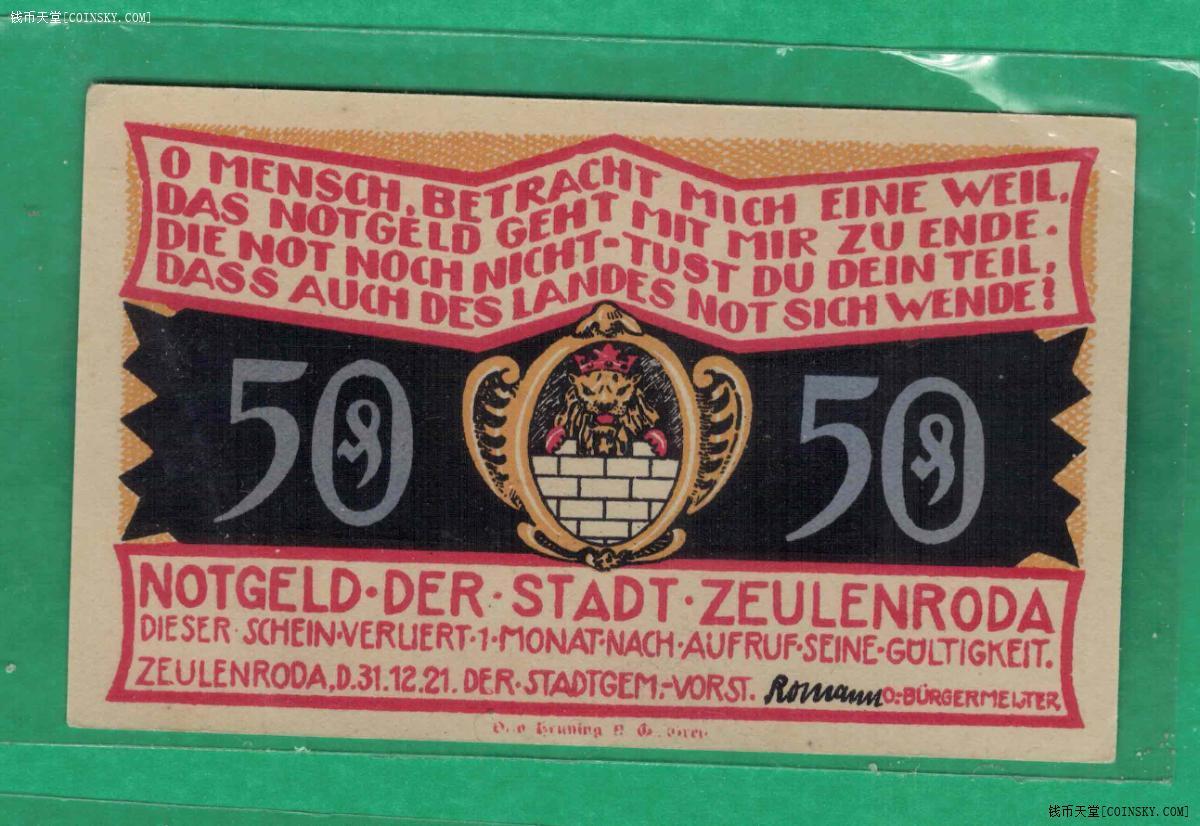 钱币天堂[COINSKY.COM]
O MENSCH, BETRACHT MICH EINE WEIL,
DAS NOTGELD GEHT MIT MIR ZU ENDE.
DIE NOT NOCH NICHT-TUST DU DEIN TEIL,
DASS AUCH DES LANDES NOT SICH WENDE?
50 50
NOTGELD·DER·STADT·ZEULENRODA
DIESER·SCHEIN·VERLIERT·1·MONAT·NACH·AUFRUF·SEINE·GÜLTIGKEIT.
ZEULENRODA, D. 31.12.21. DER·STADTGEM.-VORST. Romann O.-BÜRGERMEISTER
钱币天堂[COINSKY.COM]